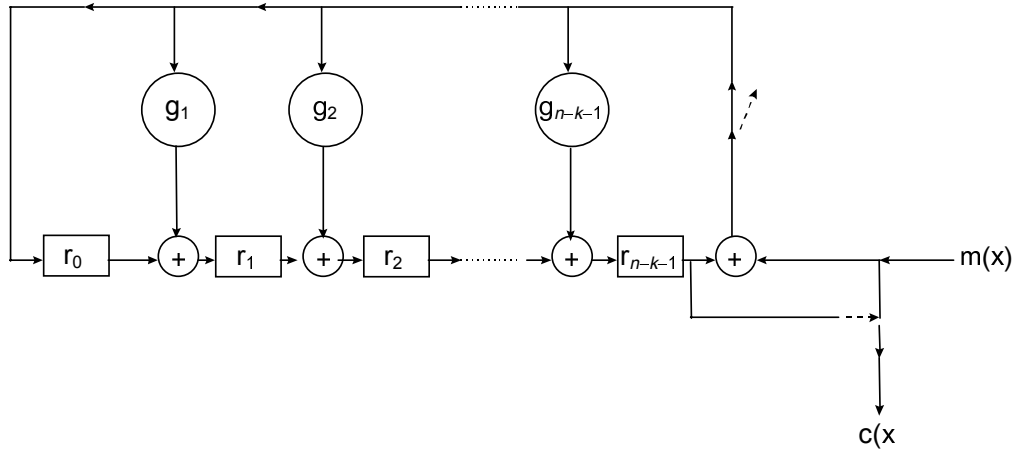 g₁ g₂ gₙ₋ₖ₋₁
r₀ + r₁ + r₂ + rₙ₋ₖ₋₁ + m(x)
c(x